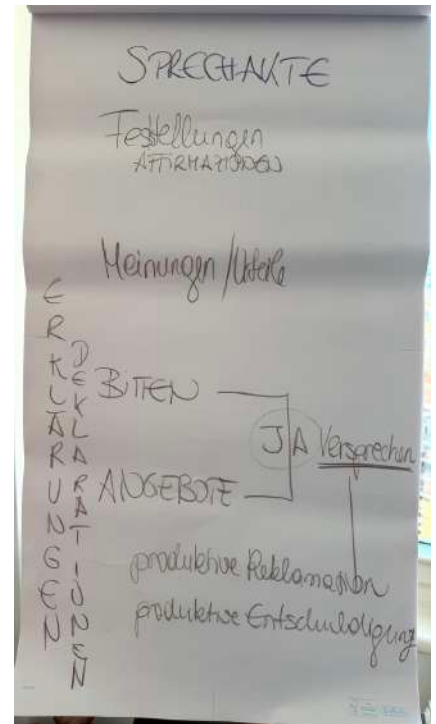 SPRECHAKTE
Feststellungen
AFFIRMATIONEN
Meinungen/Urteile
ERKLÄRUNGEN
DEKLARATIONEN
BITTEN
JA Versprechen
ANGEBOTE
produktive Reklamation
produktive Entschuldigung